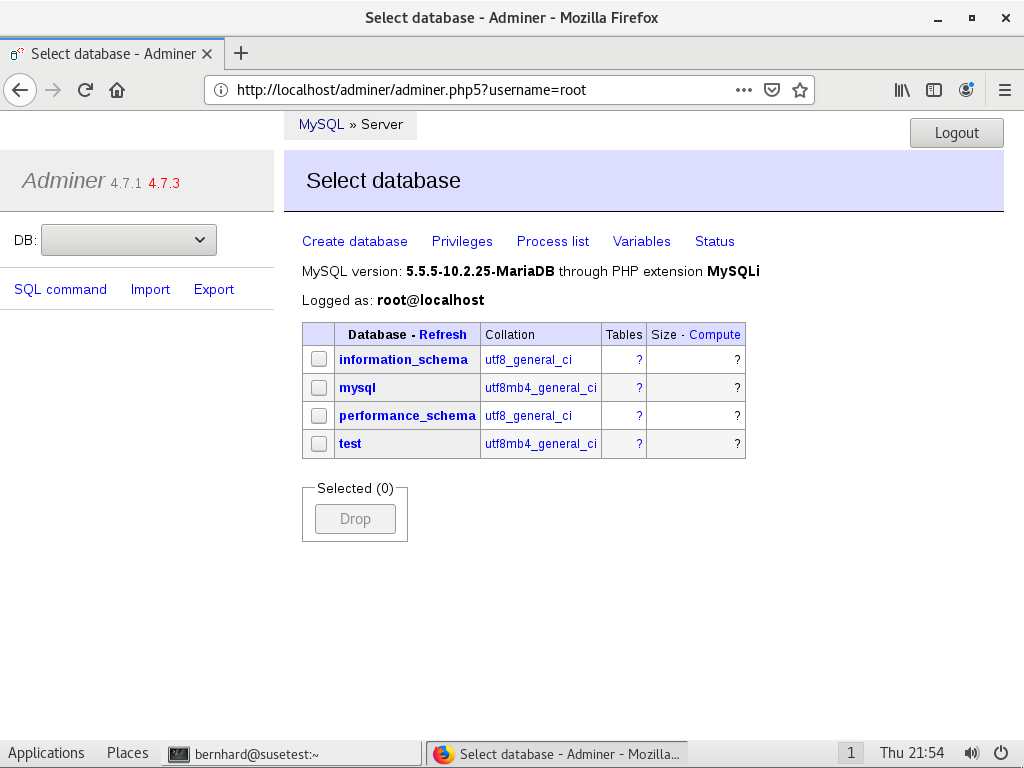 Select database - Adminer - Mozilla Firefox
Select database - Adminer
http://localhost/adminer/adminer.php5?username=root
MySQL » Server
Logout
Adminer 4.7.1 4.7.3
Select database
DB:
Create database Privileges Process list Variables Status
MySQL version: 5.5.5-10.2.25-MariaDB through PHP extension MySQLi
SQL command Import Export
Logged as: root@localhost
Database - Refresh Collation Tables Size - Compute
information_schema utf8_general_ci ? ?
mysql utf8mb4_general_ci ? ?
performance_schema utf8_general_ci ? ?
test utf8mb4_general_ci ? ?
Selected (0)
Drop
Applications Places bernhard@susetest:~ Select database - Adminer - Mozilla... 1 Thu 21:54